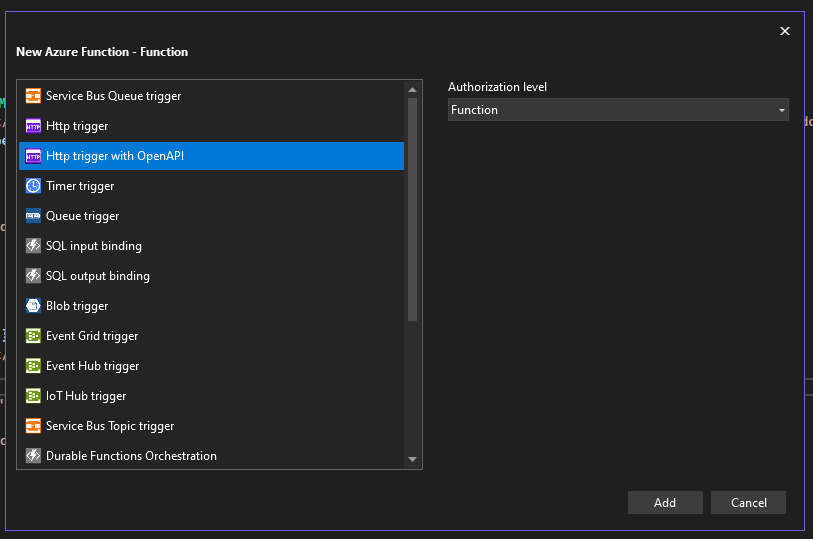 New Azure Function - Function
Service Bus Queue trigger
HTTP Http trigger
HTTP Http trigger with OpenAPI
Timer trigger
Queue trigger
SQL input binding
SQL output binding
Blob trigger
Event Grid trigger
Event Hub trigger
IoT Hub trigger
Service Bus Topic trigger
Durable Functions Orchestration
Authorization level
Function
Add
Cancel